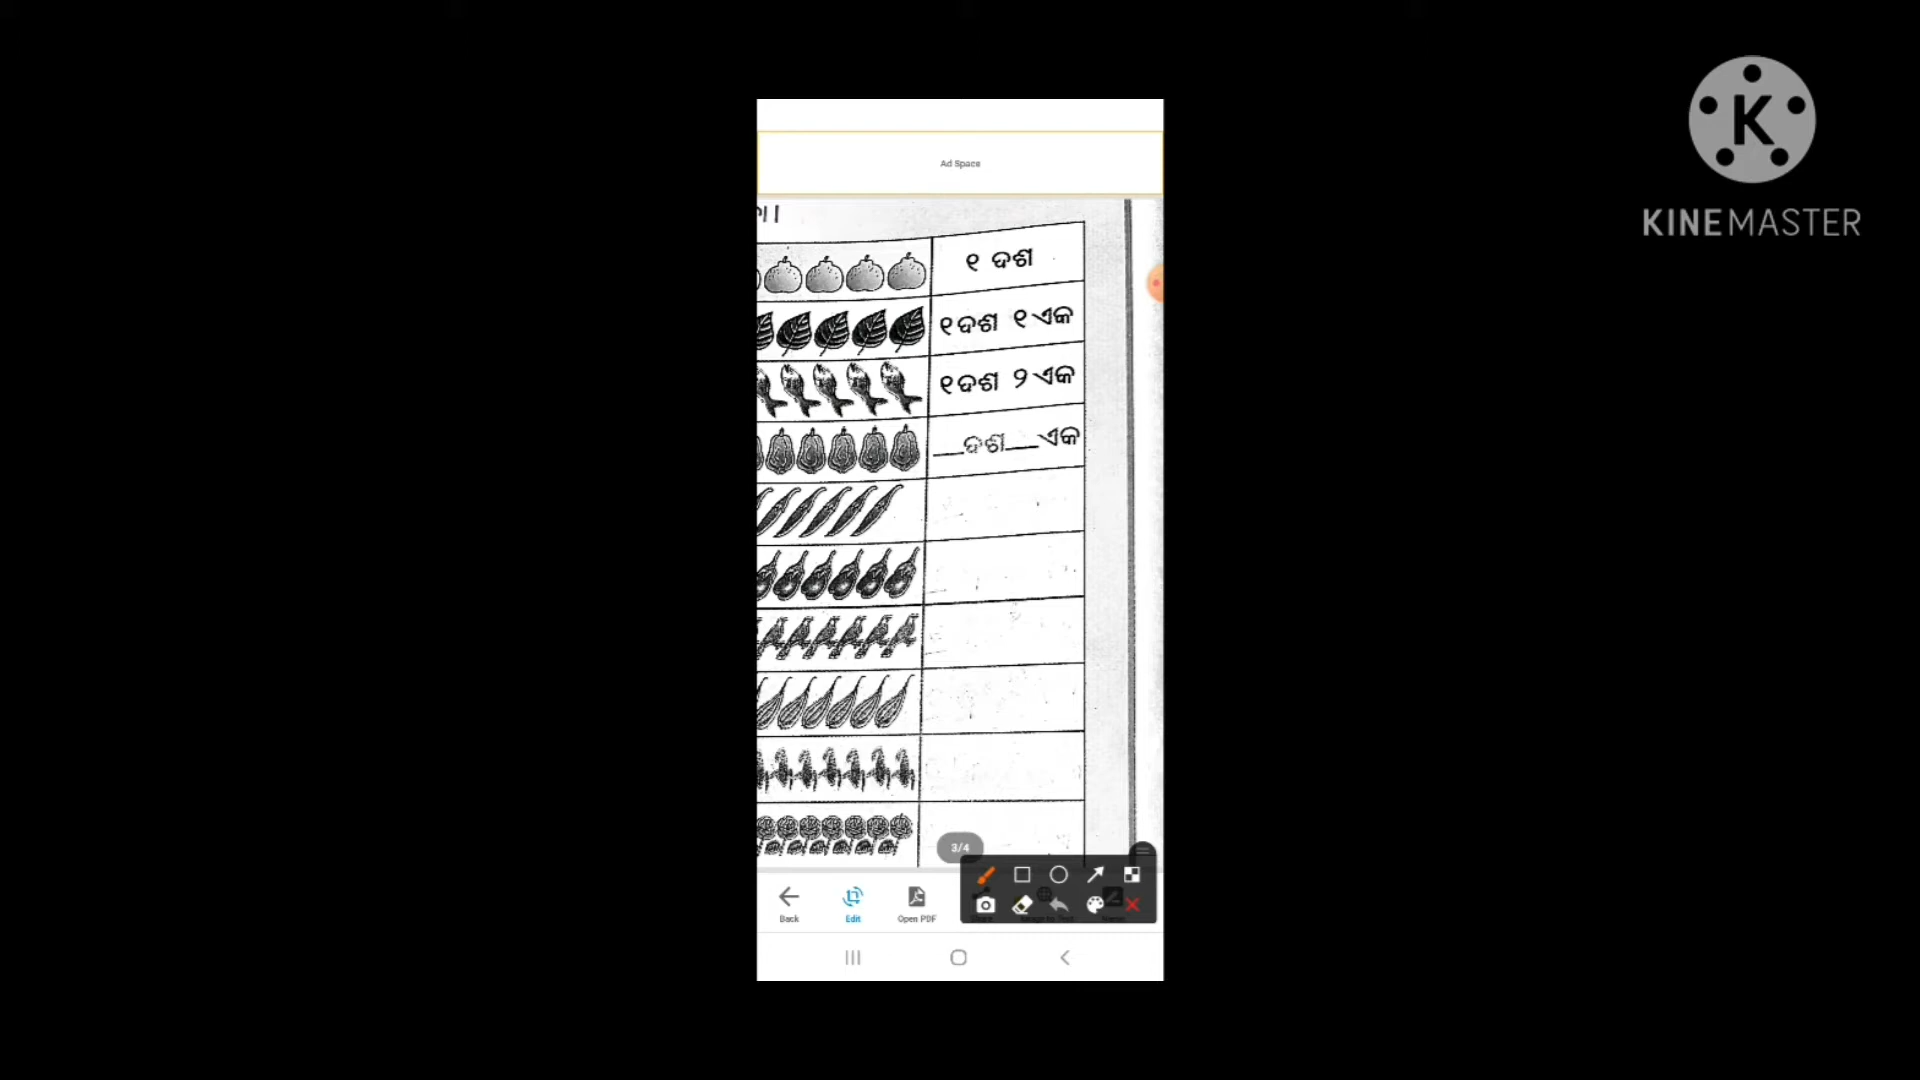 Ad Space
୧ ଦଶ
୧ଦଶ ୧ଏକ
୧ଦଶ ୨ଏକ
__ଦଶ__ଏକ
3/4
Back
Edit
Open PDF
K
KINEMASTER